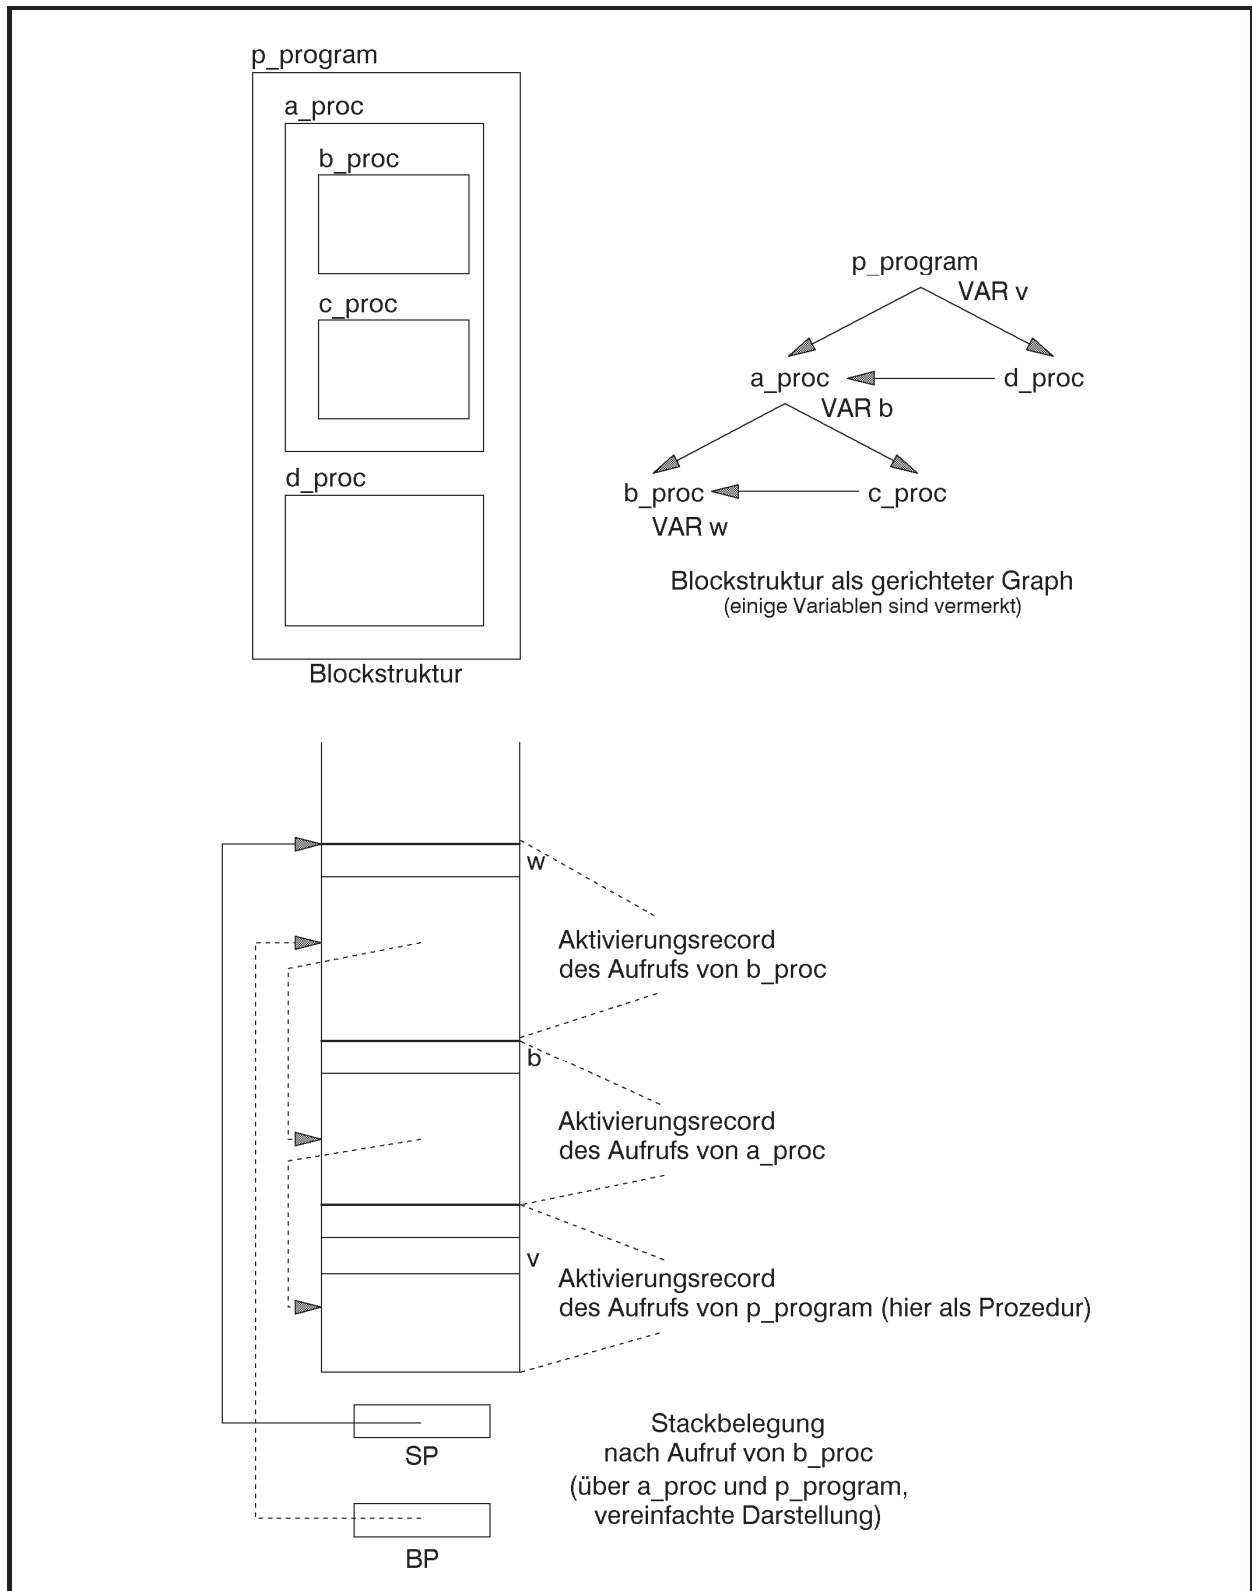 p_program
a_proc
b_proc
c_proc
d_proc
Blockstruktur
p_program
VAR v
a_proc
d_proc
VAR b
b_proc
c_proc
VAR w
Blockstruktur als gerichteter Graph
(einige Variablen sind vermerkt)
w
Aktivierungsrecord
des Aufrufs von b_proc
b
Aktivierungsrecord
des Aufrufs von a_proc
v
Aktivierungsrecord
des Aufrufs von p_program (hier als Prozedur)
SP
BP
Stackbelegung
nach Aufruf von b_proc
(über a_proc und p_program,
vereinfachte Darstellung)